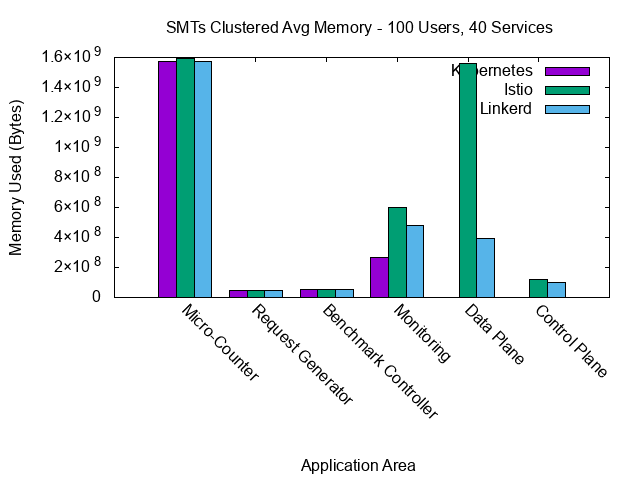 SMTs Clustered Avg Memory - 100 Users, 40 Services
Memory Used (Bytes)
1.6×10^9
1.4×10^9
1.2×10^9
1×10^9
8×10^8
6×10^8
4×10^8
2×10^8
0
Kubernetes
Istio
Linkerd
Micro-Counter
Request Generator
Benchmark Controller
Monitoring
Data Plane
Control Plane
Application Area